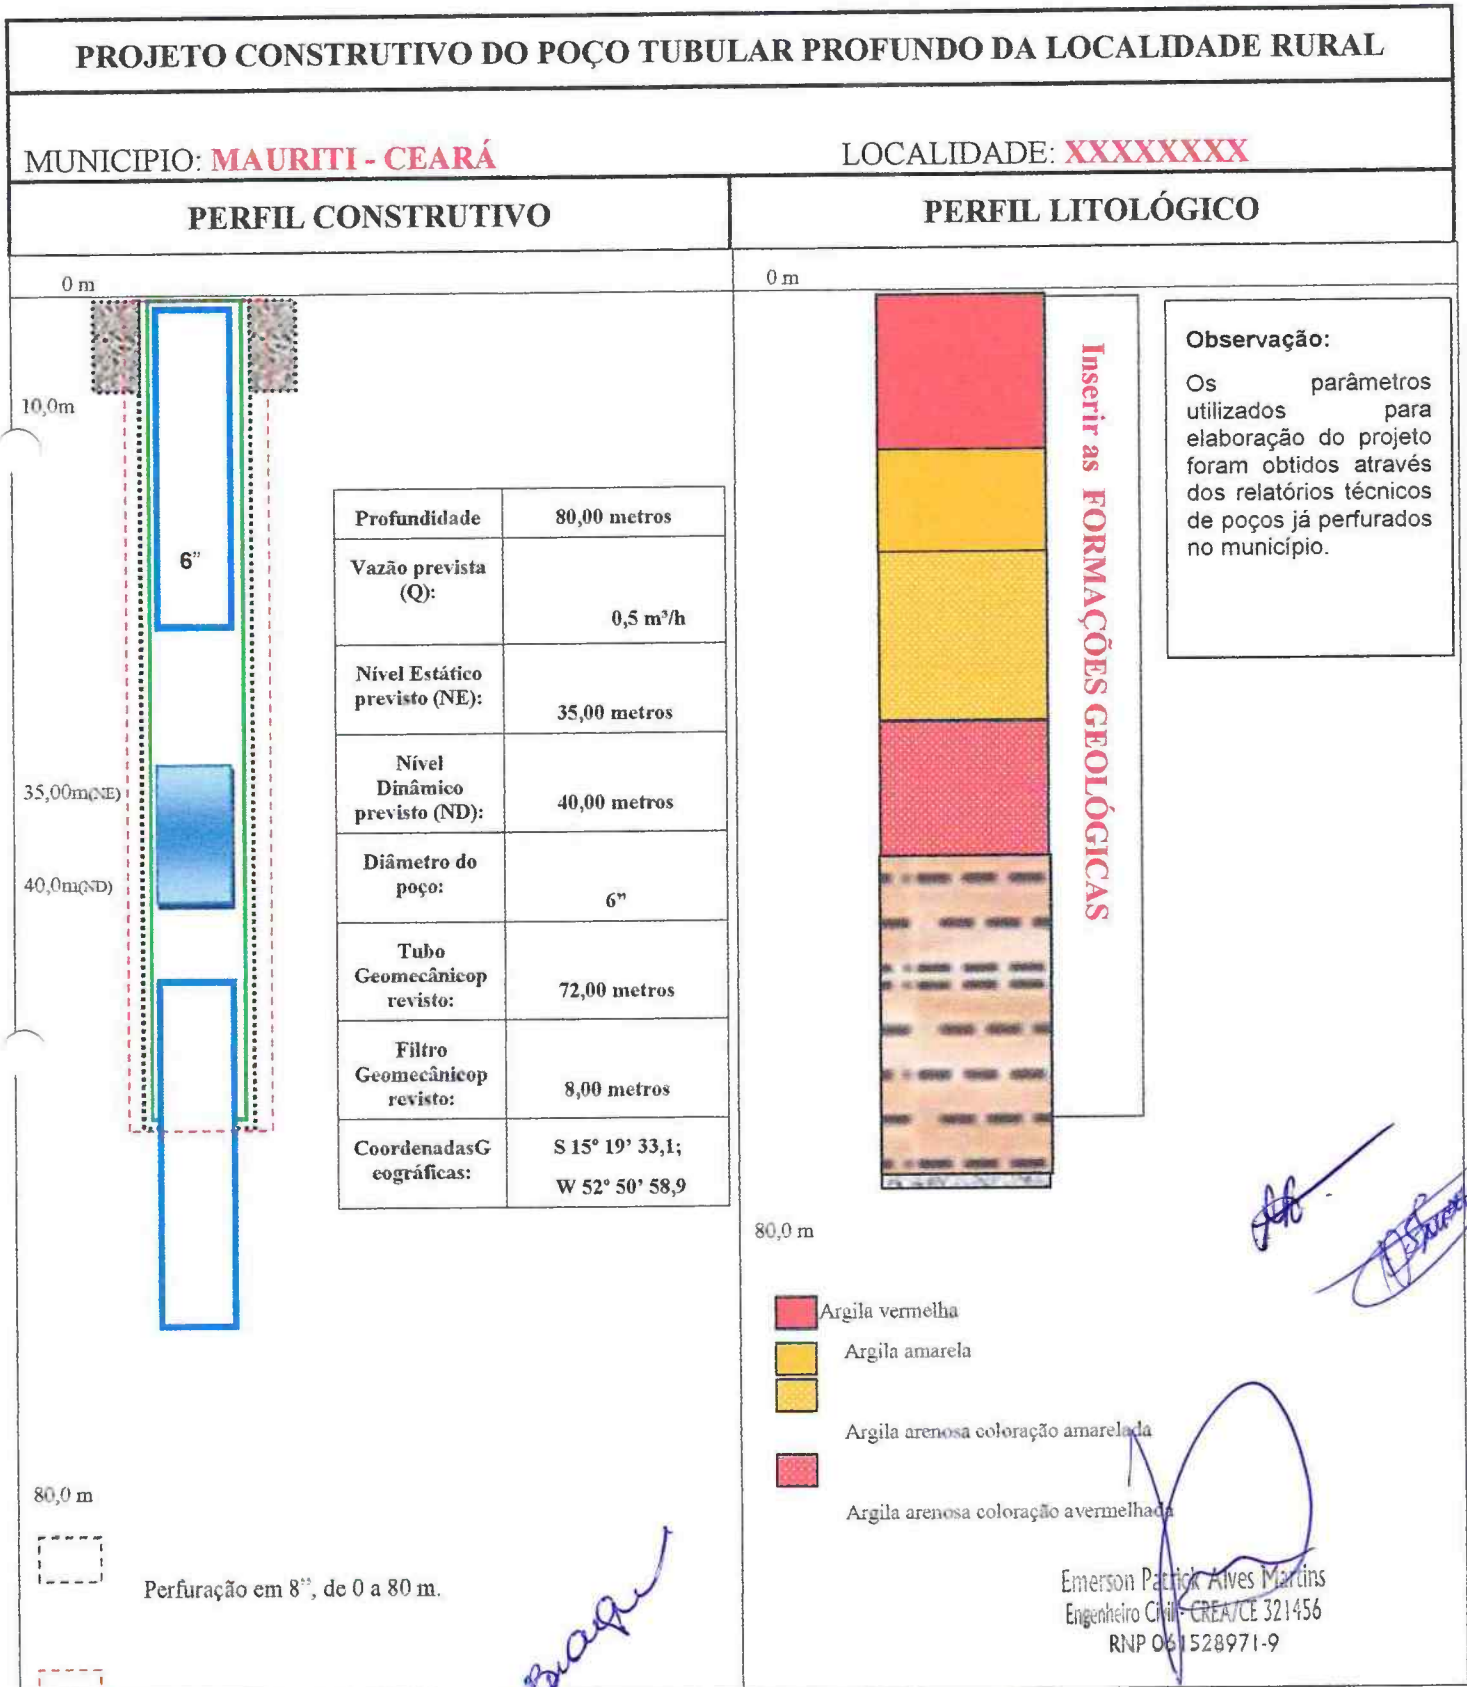 PROJETO CONSTRUTIVO DO POÇO TUBULAR PROFUNDO DA LOCALIDADE RURAL
MUNICIPIO: MAURITI - CEARÁ
LOCALIDADE: XXXXXXXX
PERFIL CONSTRUTIVO
PERFIL LITOLÓGICO
0 m
10,0m
6”
35,00m(NE)
40,0m(ND)
Profundidade
80,00 metros
Vazão prevista
(Q):
0,5 m³/h
Nível Estático
previsto (NE):
35,00 metros
Nível
Dinâmico
previsto (ND):
40,00 metros
Diâmetro do
poço:
6”
Tubo
Geomecânicop
revisto:
72,00 metros
Filtro
Geomecânicop
revisto:
8,00 metros
CoordenadasG
eográficas:
S 15º 19’ 33,1;
W 52º 50’ 58,9
80,0 m
Perfuração em 8”, de 0 a 80 m.
0 m
Inserir as FORMAÇÕES GEOLÓGICAS
Observação:
Os parâmetros
utilizados para
elaboração do projeto
foram obtidos através
dos relatórios técnicos
de poços já perfurados
no município.
80,0 m
Argila vermelha
Argila amarela
Argila arenosa coloração amarelada
Argila arenosa coloração avermelhada
Emerson Patrick Alves Martins
Engenheiro Civil - CREA/CE 321456
RNP 061528971-9